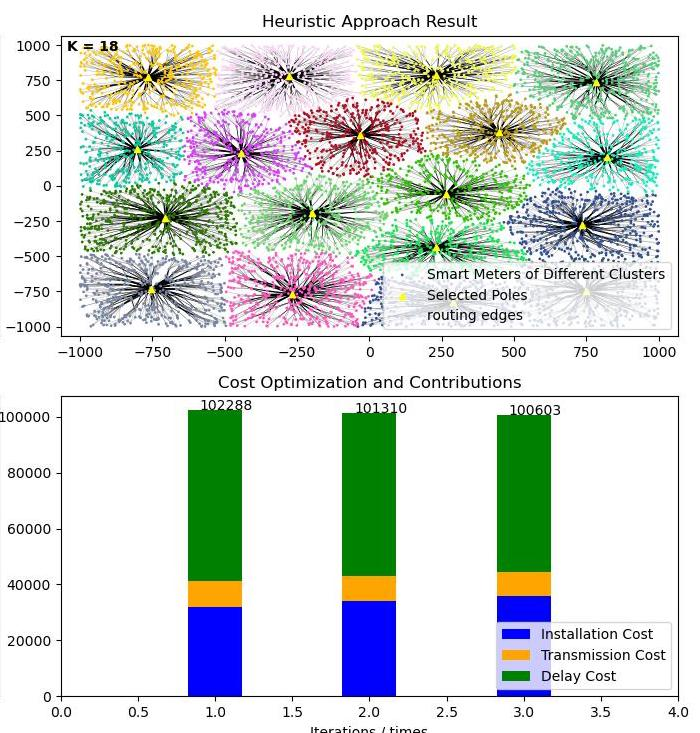 Heuristic Approach Result
K = 18
1000
750
500
250
0
−250
−500
−750
−1000
Smart Meters of Different Clusters
Selected Poles
routing edges
−1000 −750 −500 −250 0 250 500 750 1000
Cost Optimization and Contributions
102288 101310 100603
100000
80000
60000
40000
20000
0
Installation Cost
Transmission Cost
Delay Cost
0.0 0.5 1.0 1.5 2.0 2.5 3.0 3.5 4.0
Iterations / times